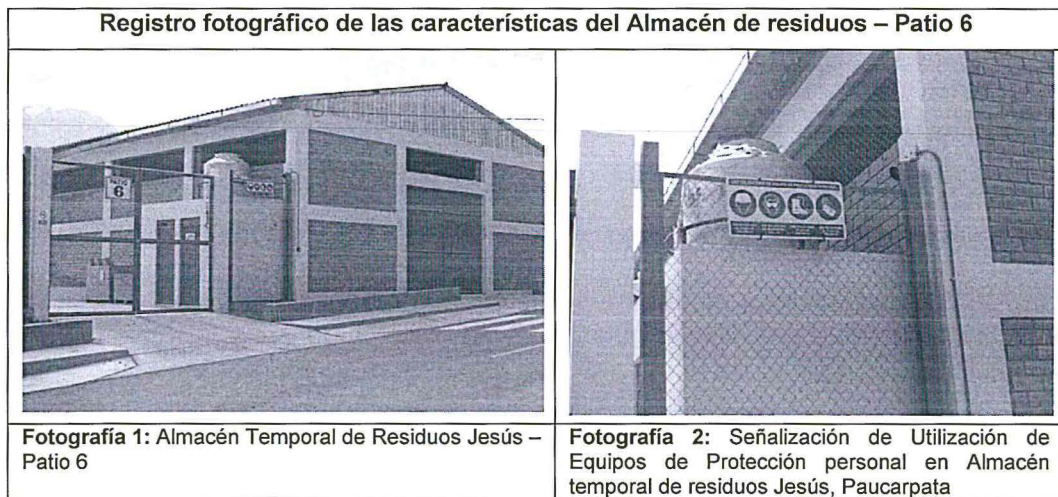 Registro fotográfico de las características del Almacén de residuos – Patio 6
PATIO
6
Fotografía 1: Almacén Temporal de Residuos Jesús –
Patio 6
Fotografía 2: Señalización de Utilización de
Equipos de Protección personal en Almacén
temporal de residuos Jesús, Paucarpata